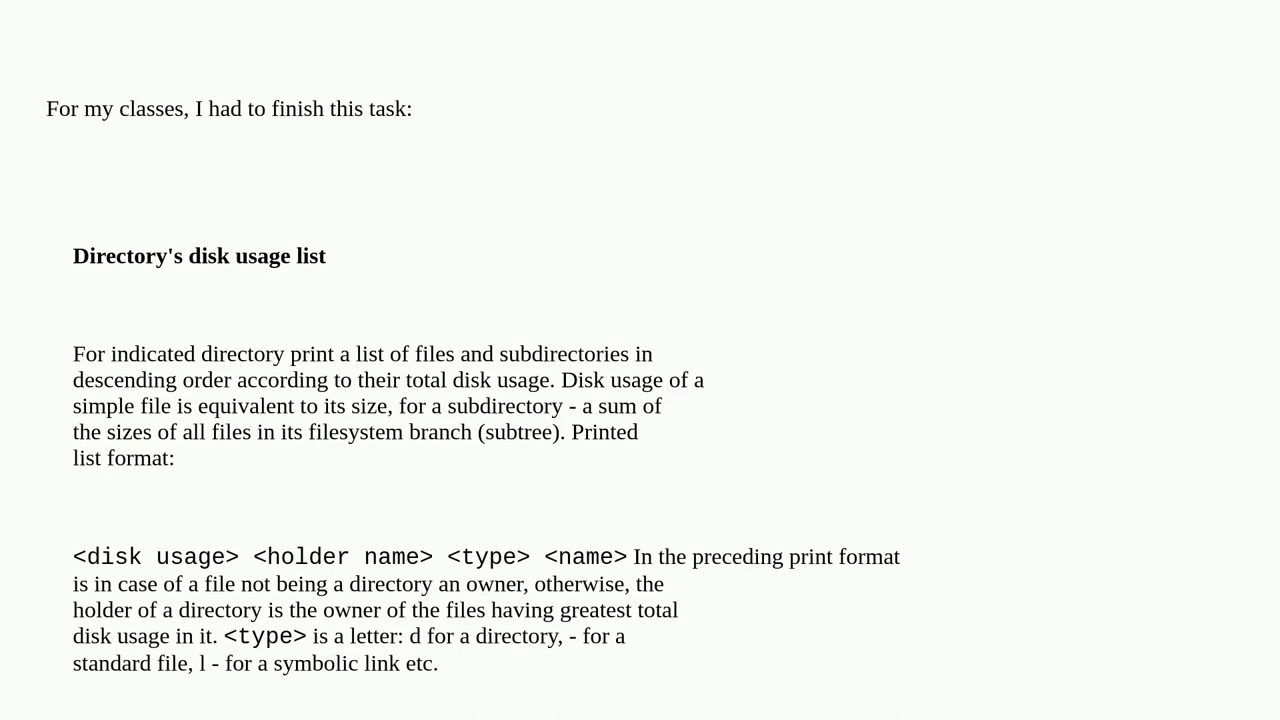 For my classes, I had to finish this task:
Directory's disk usage list
For indicated directory print a list of files and subdirectories in
descending order according to their total disk usage. Disk usage of a
simple file is equivalent to its size, for a subdirectory - a sum of
the sizes of all files in its filesystem branch (subtree). Printed
list format:
<disk usage> <holder name> <type> <name> In the preceding print format
is in case of a file not being a directory an owner, otherwise, the
holder of a directory is the owner of the files having greatest total
disk usage in it. <type> is a letter: d for a directory, - for a
standard file, l - for a symbolic link etc.